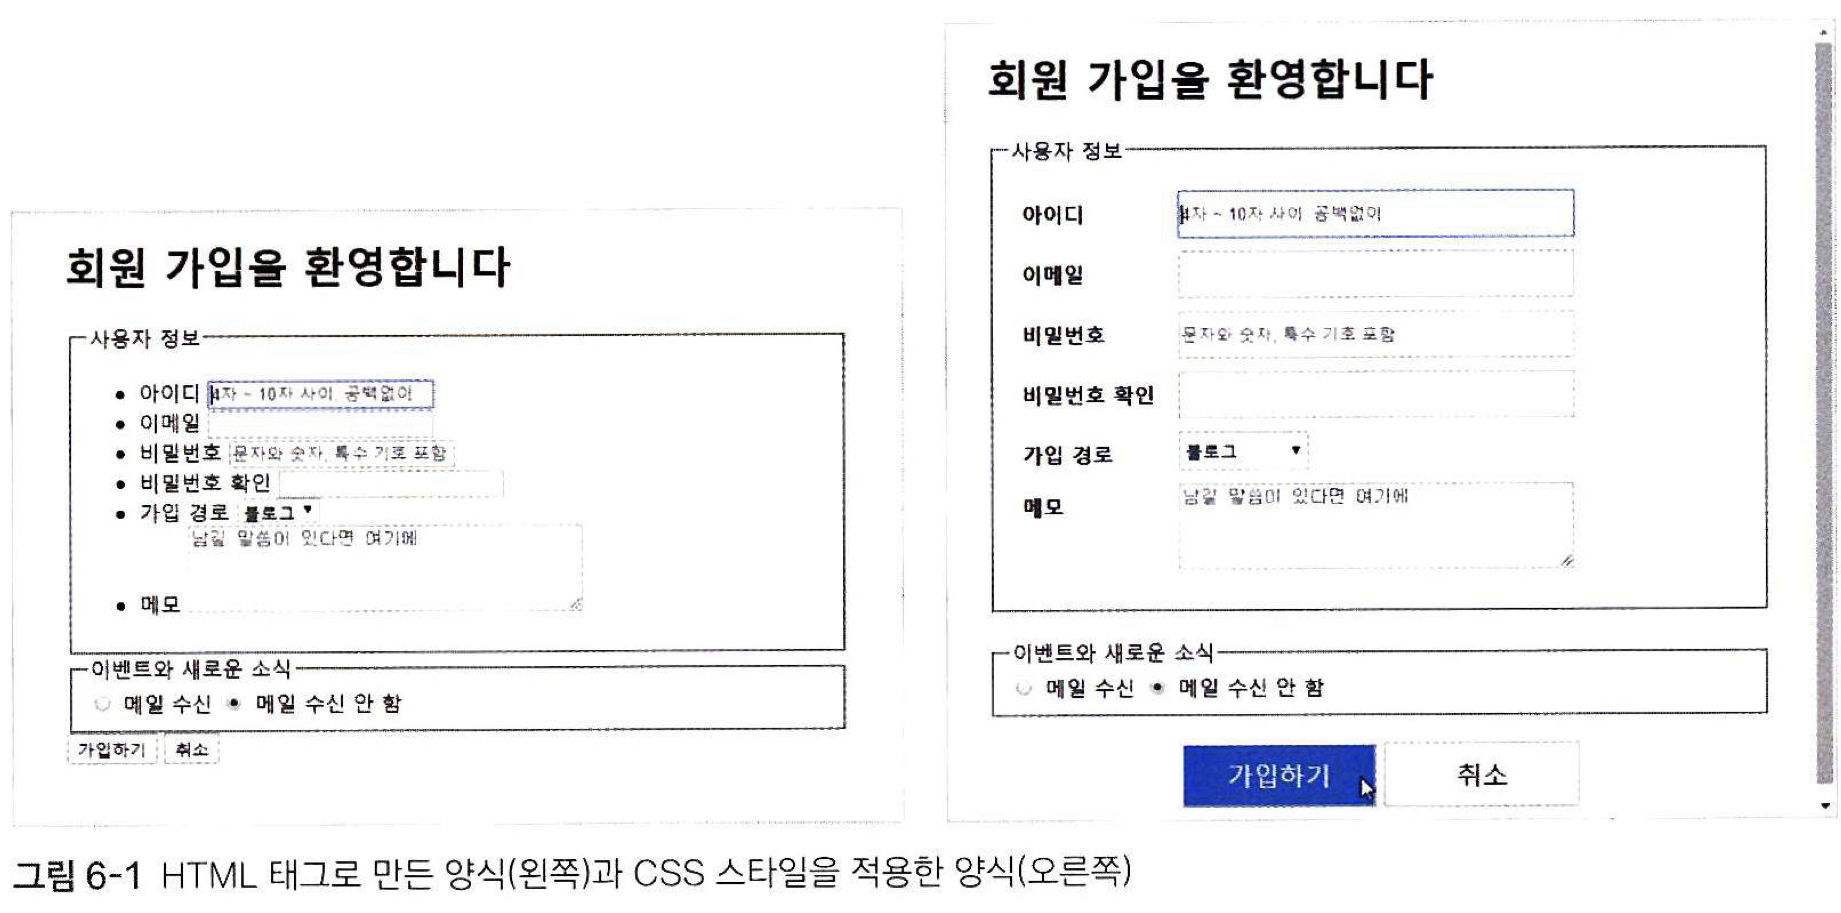 회원 가입을 환영합니다
사용자 정보
• 아이디 4자 ~ 10자 사이, 공백없이
• 이메일
• 비밀번호 문자와 숫자, 특수 기호 포함
• 비밀번호 확인
• 가입 경로 블로그 ▼
남길 말씀이 있다면 여기에
• 메모
이벤트와 새로운 소식
메일 수신 메일 수신 안 함
가입하기 취소
회원 가입을 환영합니다
사용자 정보
아이디 4자 ~ 10자 사이, 공백없이
이메일
비밀번호 문자와 숫자, 특수 기호 포함
비밀번호 확인
가입 경로 블로그 ▼
메모 남길 말씀이 있다면 여기에
이벤트와 새로운 소식
메일 수신 메일 수신 안 함
가입하기 취소
그림 6-1 HTML 태그로 만든 양식(왼쪽)과 CSS 스타일을 적용한 양식(오른쪽)